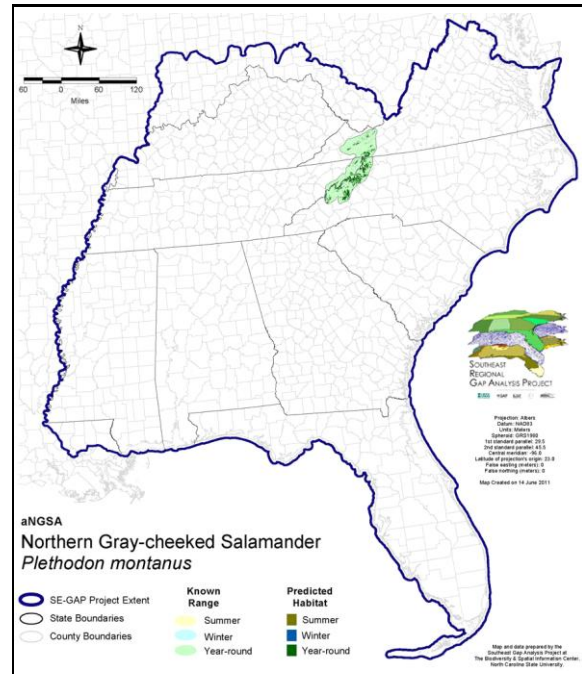 N
60 30 0 60 120
Miles
SOUTHEAST
REGIONAL
GAP ANALYSIS PROJECT
Projection: Albers
Datum: NAD83
Units: Meters
Spheroid: GRS1980
1st standard parallel: 29.5
2nd standard parallel: 45.5
Central meridian: -96.0
Latitude of projection's origin: 23.0
False easting (meters): 0
False northing (meters): 0
Map Created on 14 June 2011
aNGSA
Northern Gray-cheeked Salamander
Plethodon montanus
SE-GAP Project Extent
State Boundaries
County Boundaries
Known
Range
Summer
Winter
Year-round
Predicted
Habitat
Summer
Winter
Year-round
Map and data prepared by the
Southeast Gap Analysis Project at
The Biodiversity & Spatial Information Center,
North Carolina State University.